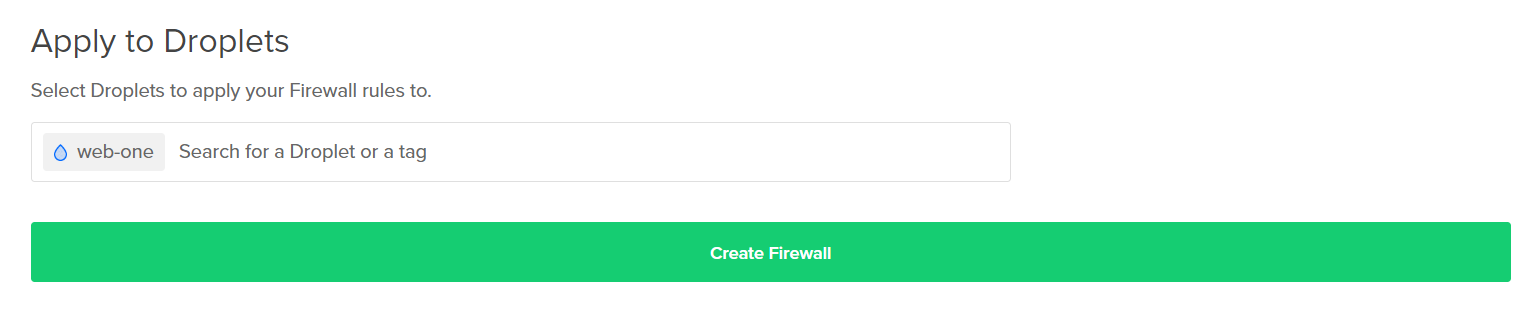 Apply to Droplets
Select Droplets to apply your Firewall rules to.
web-one Search for a Droplet or a tag
Create Firewall